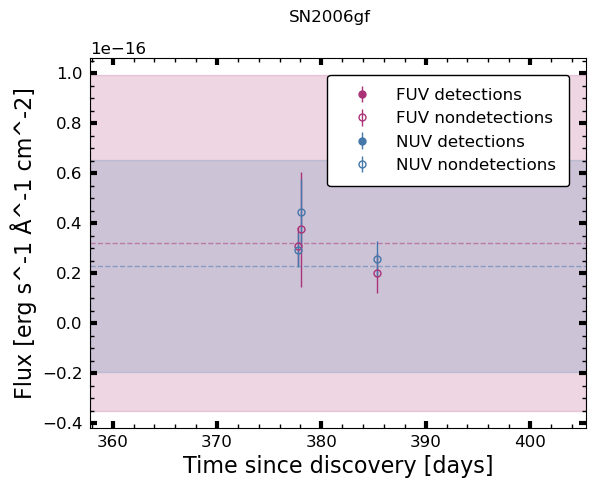 SN2006gf
1e−16
1.0
0.8
0.6
0.4
0.2
0.0
−0.2
−0.4
Flux [erg s^-1 Å^-1 cm^-2]
FUV detections
FUV nondetections
NUV detections
NUV nondetections
360 370 380 390 400
Time since discovery [days]